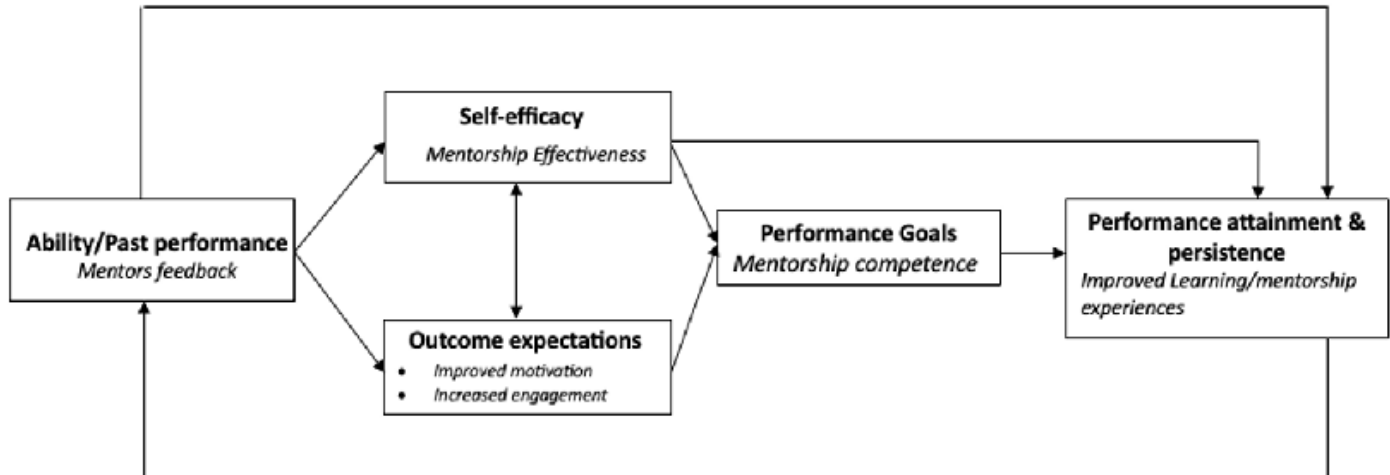 Self-efficacy
Mentorship Effectiveness
Ability/Past performance
Mentors feedback
Outcome expectations
• Improved motivation
• Increased engagement
Performance Goals
Mentorship competence
Performance attainment &
persistence
Improved Learning/mentorship
experiences